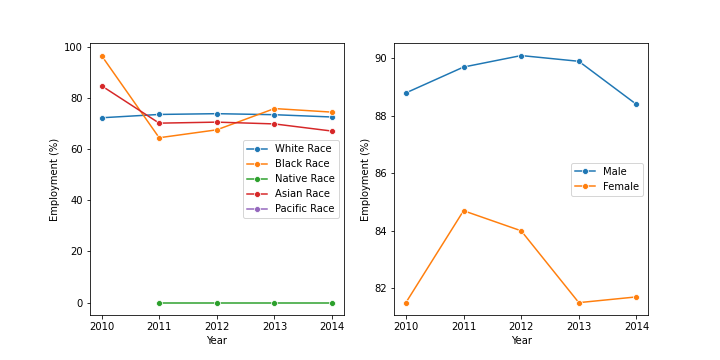 100
80
60
40
20
0
Employment (%)
2010 2011 2012 2013 2014
Year
White Race
Black Race
Native Race
Asian Race
Pacific Race
90
88
86
84
82
Employment (%)
2010 2011 2012 2013 2014
Year
Male
Female